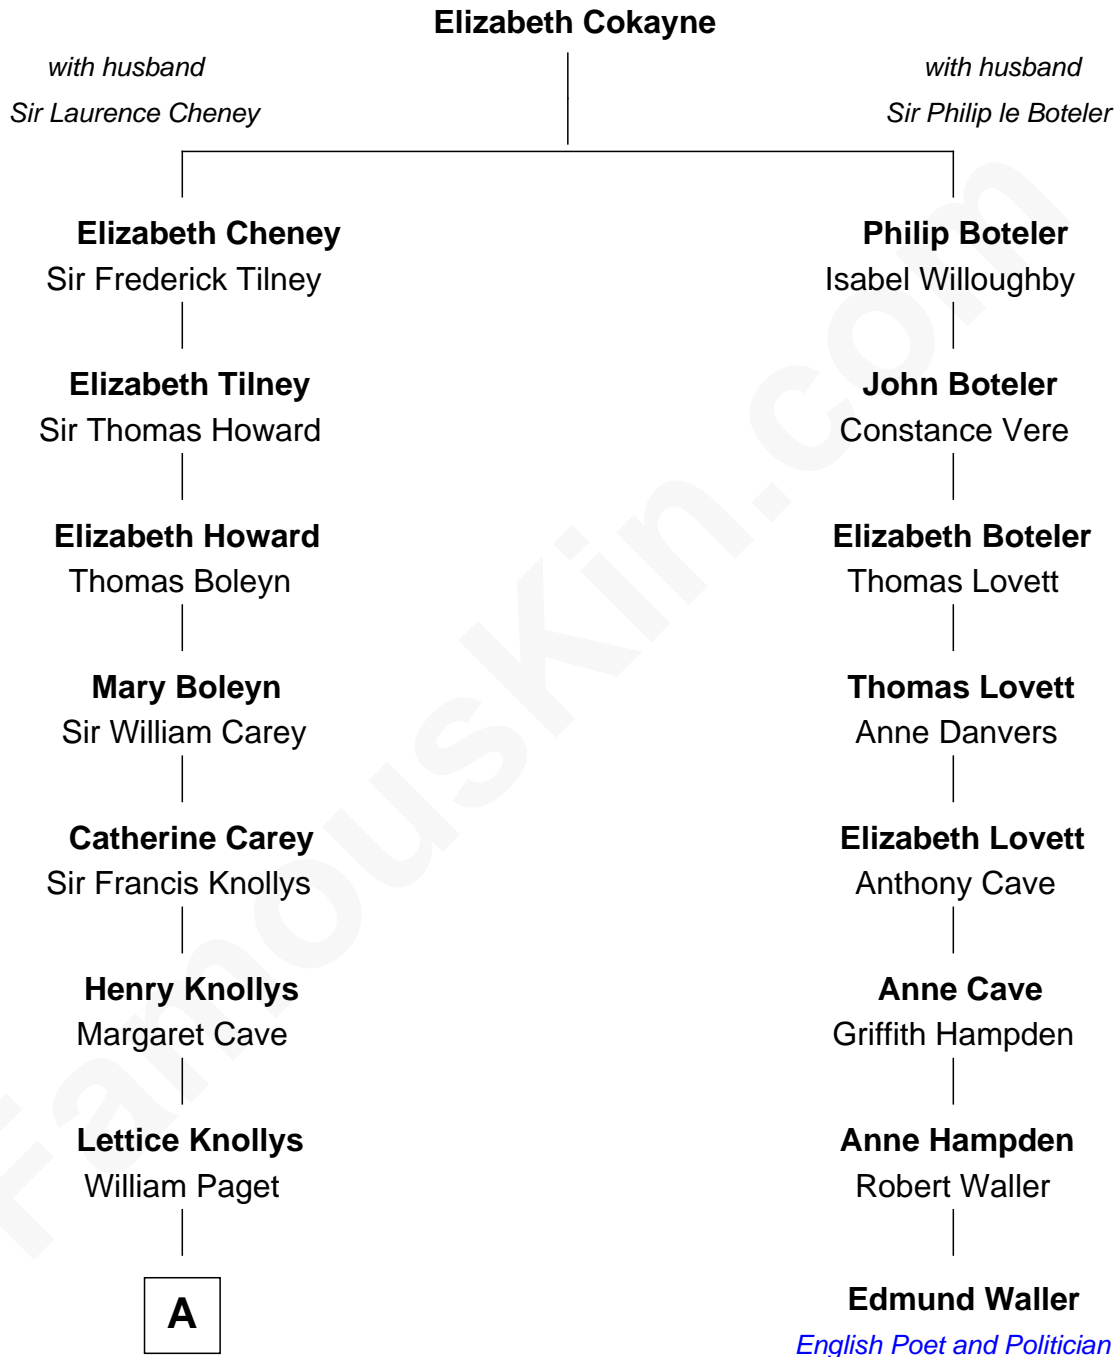 Elizabeth Cokayne
with husband
Sir Laurence Cheney
with husband
Sir Philip le Boteler
Elizabeth Cheney
Sir Frederick Tilney
Philip Boteler
Isabel Willoughby
Elizabeth Tilney
Sir Thomas Howard
John Boteler
Constance Vere
Elizabeth Howard
Thomas Boleyn
Elizabeth Boteler
Thomas Lovett
Mary Boleyn
Sir William Carey
Thomas Lovett
Anne Danvers
Catherine Carey
Sir Francis Knollys
Elizabeth Lovett
Anthony Cave
Henry Knollys
Margaret Cave
Anne Cave
Griffith Hampden
Lettice Knollys
William Paget
Anne Hampden
Robert Waller
A
Edmund Waller
English Poet and Politician
FamousKin.com